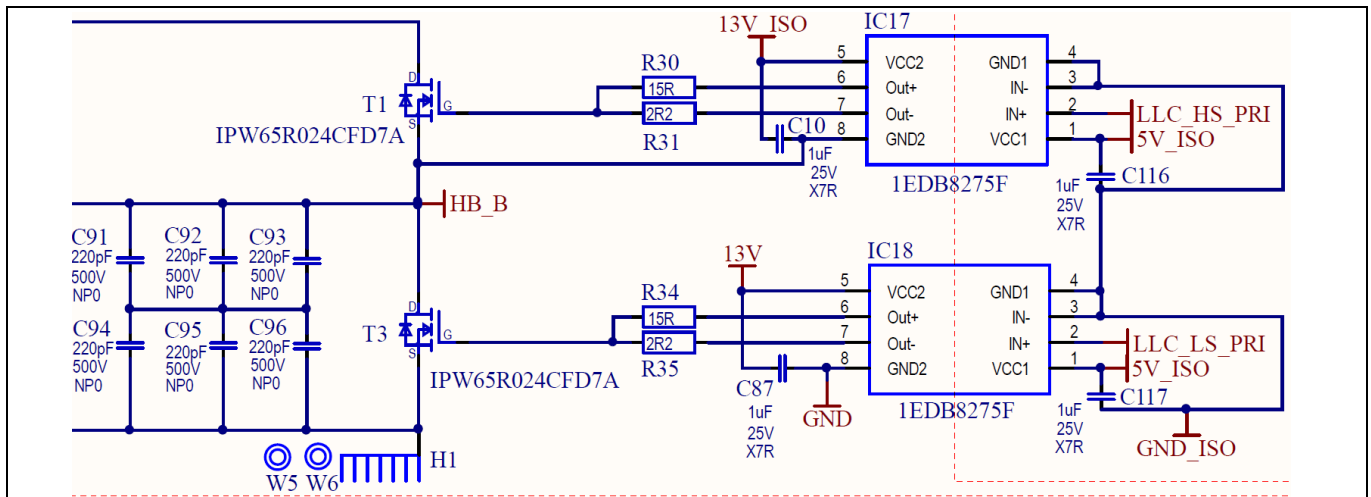 13V_ISO
IC17
5
VCC2
GND1
4
R30
6
Out+
IN-
3
15R
T1
D
G
S
7
Out-
IN+
2
LLC_HS_PRI
2R2
IPW65R024CFD7A
R31
C10
8
GND2
VCC1
1
5V_ISO
1uF
25V
X7R
1EDB8275F
1uF
25V
X7R
C116
HB_B
C91
220pF
500V
NP0
C92
220pF
500V
NP0
C93
220pF
500V
NP0
13V
IC18
5
VCC2
GND1
4
R34
6
Out+
IN-
3
15R
C94
220pF
500V
NP0
C95
220pF
500V
NP0
C96
220pF
500V
NP0
T3
D
G
S
7
Out-
IN+
2
LLC_LS_PRI
2R2
IPW65R024CFD7A
R35
8
GND2
VCC1
1
5V_ISO
C87
1uF
25V
X7R
GND
1EDB8275F
1uF
25V
X7R
C117
GND_ISO
W5
W6
H1